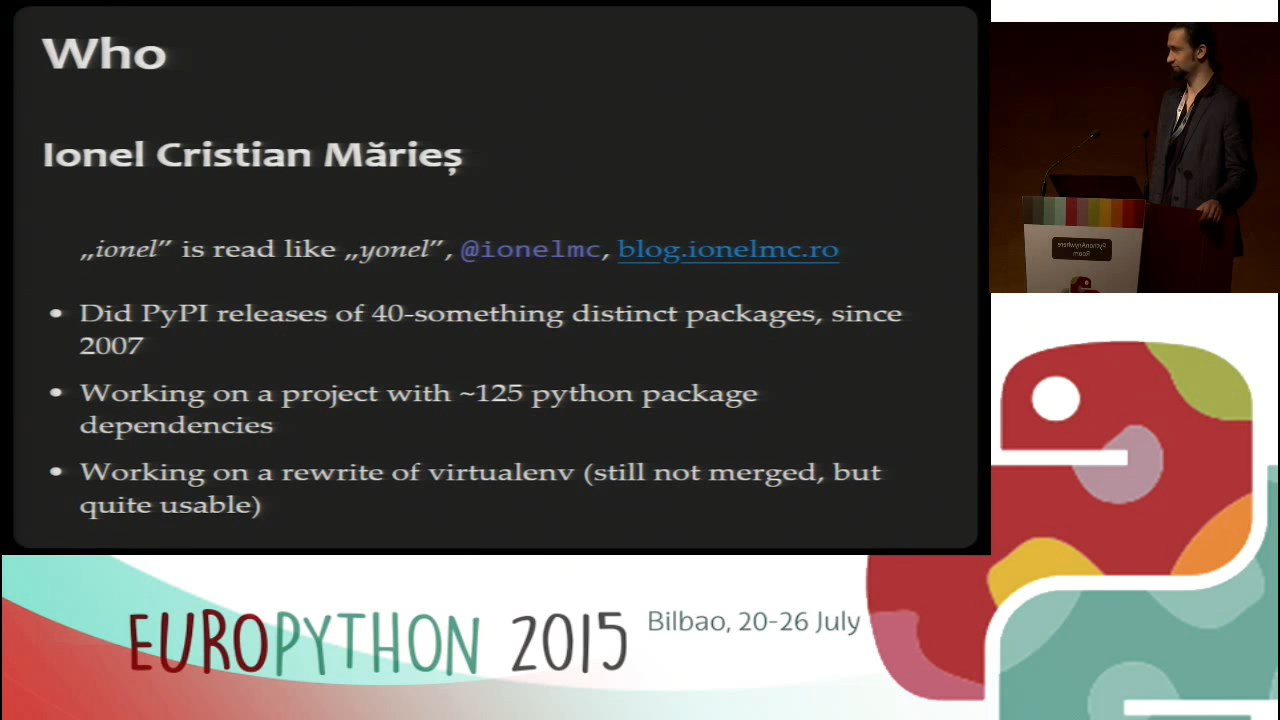 Who
Ionel Cristian Mărieș
„ionel” is read like „yonel”, @ionelmc, blog.ionelmc.ro
• Did PyPI releases of 40-something distinct packages, since
2007
• Working on a project with ~125 python package
dependencies
• Working on a rewrite of virtualenv (still not merged, but
quite usable)
PythonAnywhere
Room
EUROPYTHON 2015
Bilbao, 20-26 July